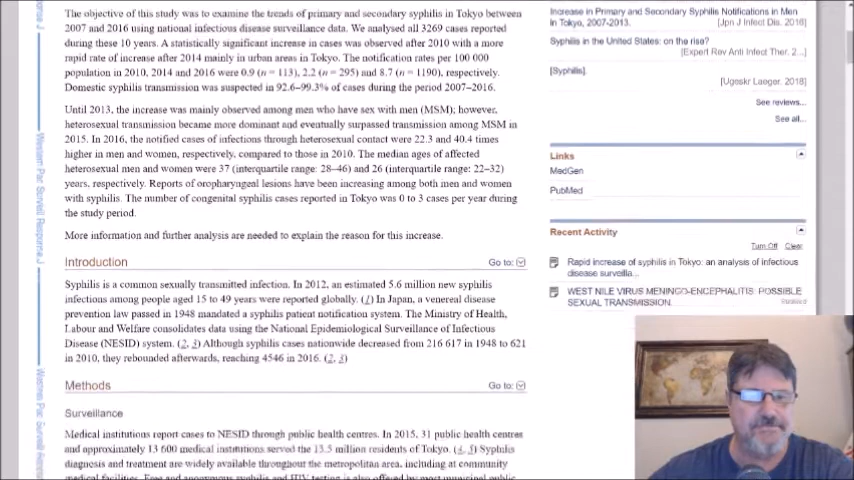 The objective of this study was to examine the trends of primary and secondary syphilis in Tokyo between
2007 and 2016 using national infectious disease surveillance data. We analysed all 3269 cases reported
during these 10 years. A statistically significant increase in cases was observed after 2010 with a more
rapid rate of increase after 2014 mainly in urban areas in Tokyo. The notification rates per 100 000
population in 2010, 2014 and 2016 were 0.9 (n = 113), 2.2 (n = 295) and 8.7 (n = 1190), respectively.
Domestic syphilis transmission was suspected in 92.6–99.3% of cases during the period 2007–2016.
Until 2013, the increase was mainly observed among men who have sex with men (MSM); however,
heterosexual transmission became more dominant and eventually surpassed transmission among MSM in
2015. In 2016, the notified cases of infections through heterosexual contact were 22.3 and 40.4 times
higher in men and women, respectively, compared to those in 2010. The median ages of affected
heterosexual men and women were 37 (interquartile range: 28–46) and 26 (interquartile range: 22–32)
years, respectively. Reports of oropharyngeal lesions have been increasing among both men and women
with syphilis. The number of congenital syphilis cases reported in Tokyo was 0 to 3 cases per year during
the study period.
More information and further analysis are needed to explain the reason for this increase.
Introduction
Go to:
Syphilis is a common sexually transmitted infection. In 2012, an estimated 5.6 million new syphilis
infections among people aged 15 to 49 years were reported globally. (1) In Japan, a venereal disease
prevention law passed in 1948 mandated a syphilis patient notification system. The Ministry of Health,
Labour and Welfare consolidates data using the National Epidemiological Surveillance of Infectious
Disease (NESID) system. (2, 3) Although syphilis cases nationwide decreased from 216 617 in 1948 to 621
in 2010, they rebounded afterwards, reaching 4546 in 2016. (2, 3)
Methods
Go to:
Surveillance
Medical institutions report cases to NESID through public health centres. In 2015, 31 public health centres
and approximately 13 600 medical institutions served the 13.5 million residents of Tokyo. (4, 5) Syphilis
diagnosis and treatment are widely available throughout the metropolitan area, including at community
medical facilities. Free and anonymous syphilis and HIV testing is also offered by most municipal public
Increase in Primary and Secondary Syphilis Notifications in Men
in Tokyo, 2007-2013.
[Jpn J Infect Dis. 2016]
Syphilis in the United States: on the rise?
[Expert Rev Anti Infect Ther. 2...]
[Syphilis].
[Ugeskr Laeger. 2018]
See reviews...
See all...
Links
MedGen
PubMed
Recent Activity
Turn Off Clear
Rapid increase of syphilis in Tokyo: an analysis of infectious
disease surveilla...
WEST NILE VIRUS MENINGO-ENCEPHALITIS: POSSIBLE
SEXUAL TRANSMISSION
PubMed
Western Pac Surveill Response J